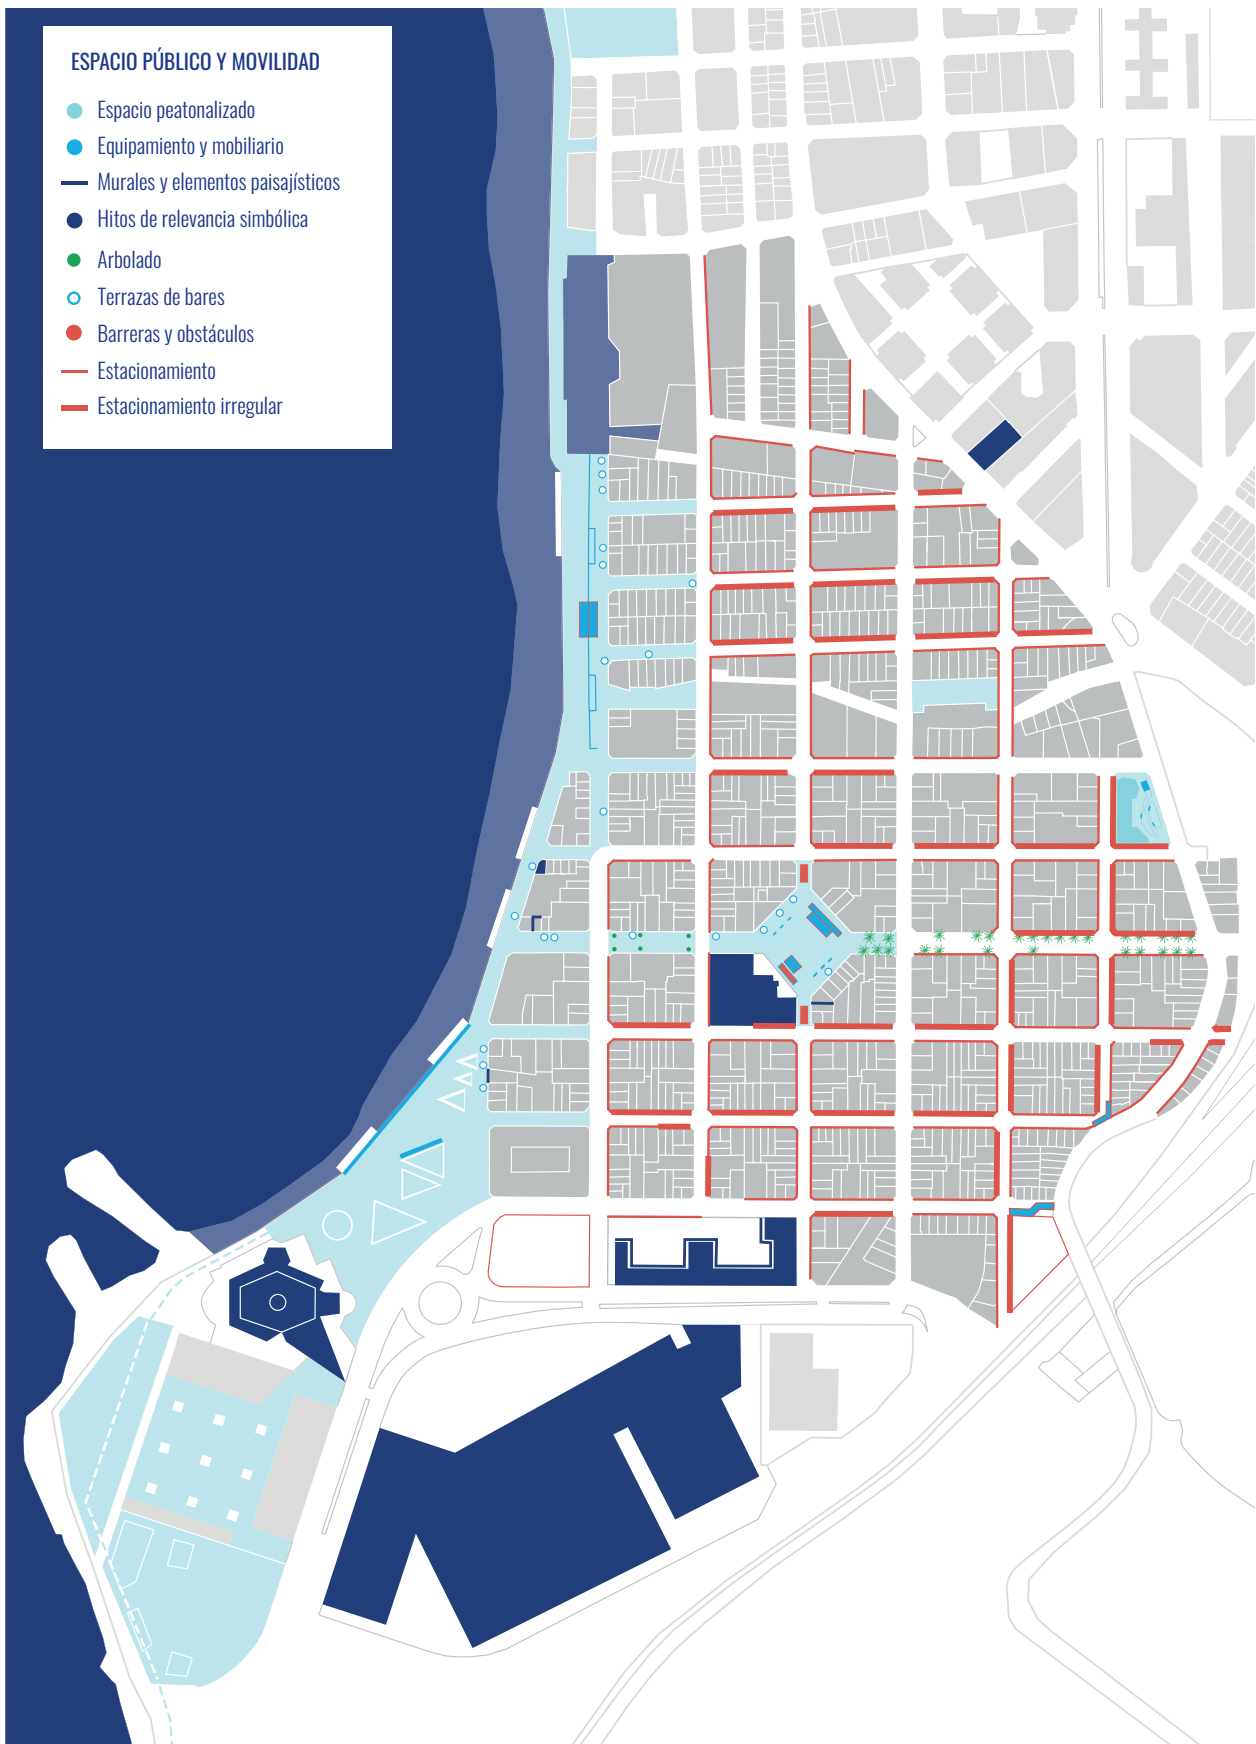 ESPACIO PÚBLICO Y MOVILIDAD
Espacio peatonalizado
Equipamiento y mobiliario
Murales y elementos paisajísticos
Hitos de relevancia simbólica
Arbolado
Terrazas de bares
Barreras y obstáculos
Estacionamiento
Estacionamiento irregular